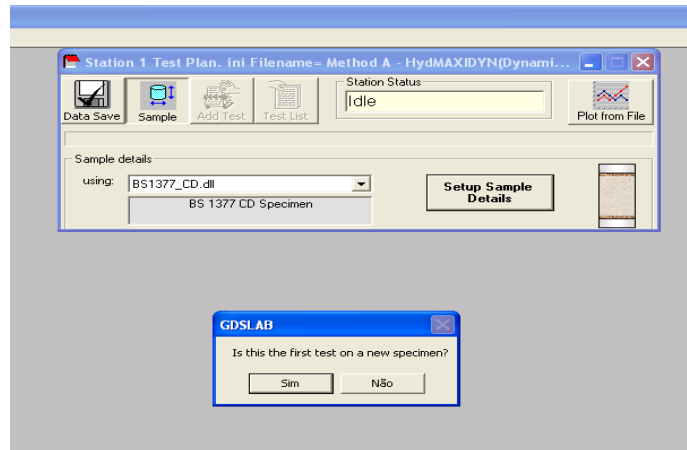 Station 1 Test Plan. ini Filename= Method A - HydMAXIDYN(Dynami...
Station Status
Idle
Data Save
Sample
Add Test
Test List
Plot from File
Sample details
using:
BS1377_CD.dll
BS 1377 CD Specimen
Setup Sample
Details
GDSLAB
Is this the first test on a new specimen?
Sim
Não